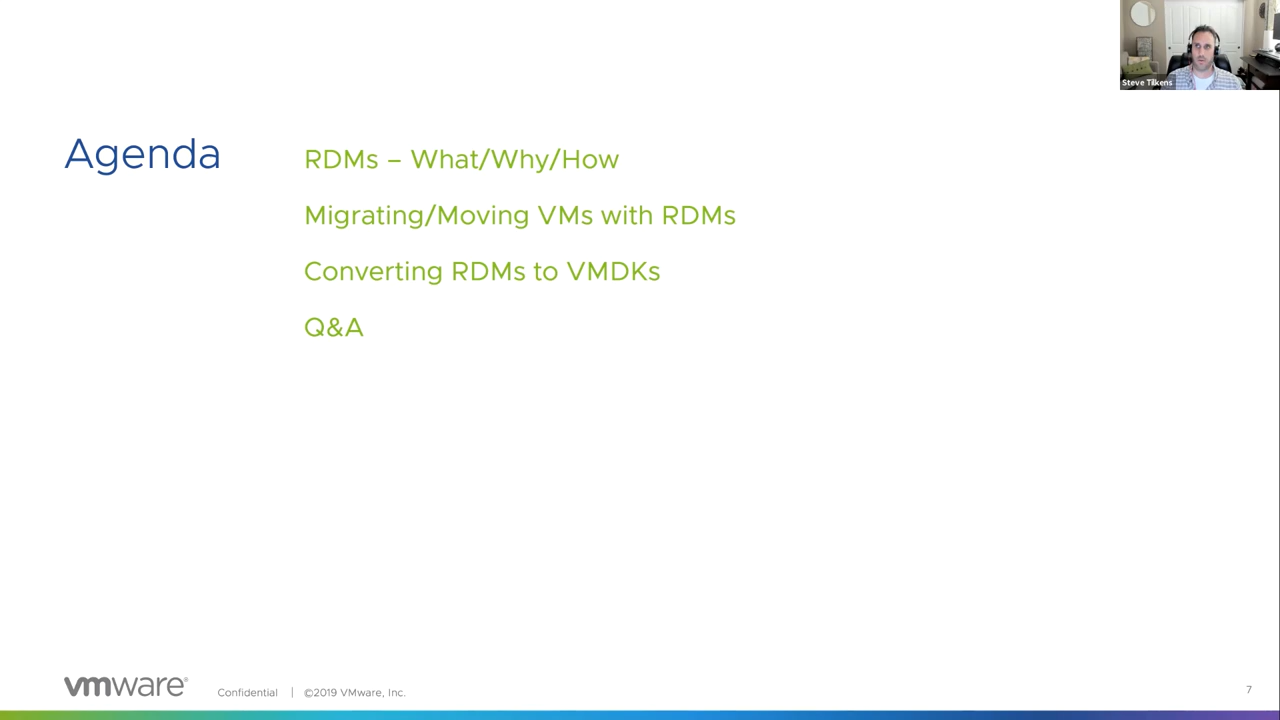 Steve Tilkens
Agenda
RDMs – What/Why/How
Migrating/Moving VMs with RDMs
Converting RDMs to VMDKs
Q&A
vmware®
Confidential | ©2019 VMware, Inc.
7